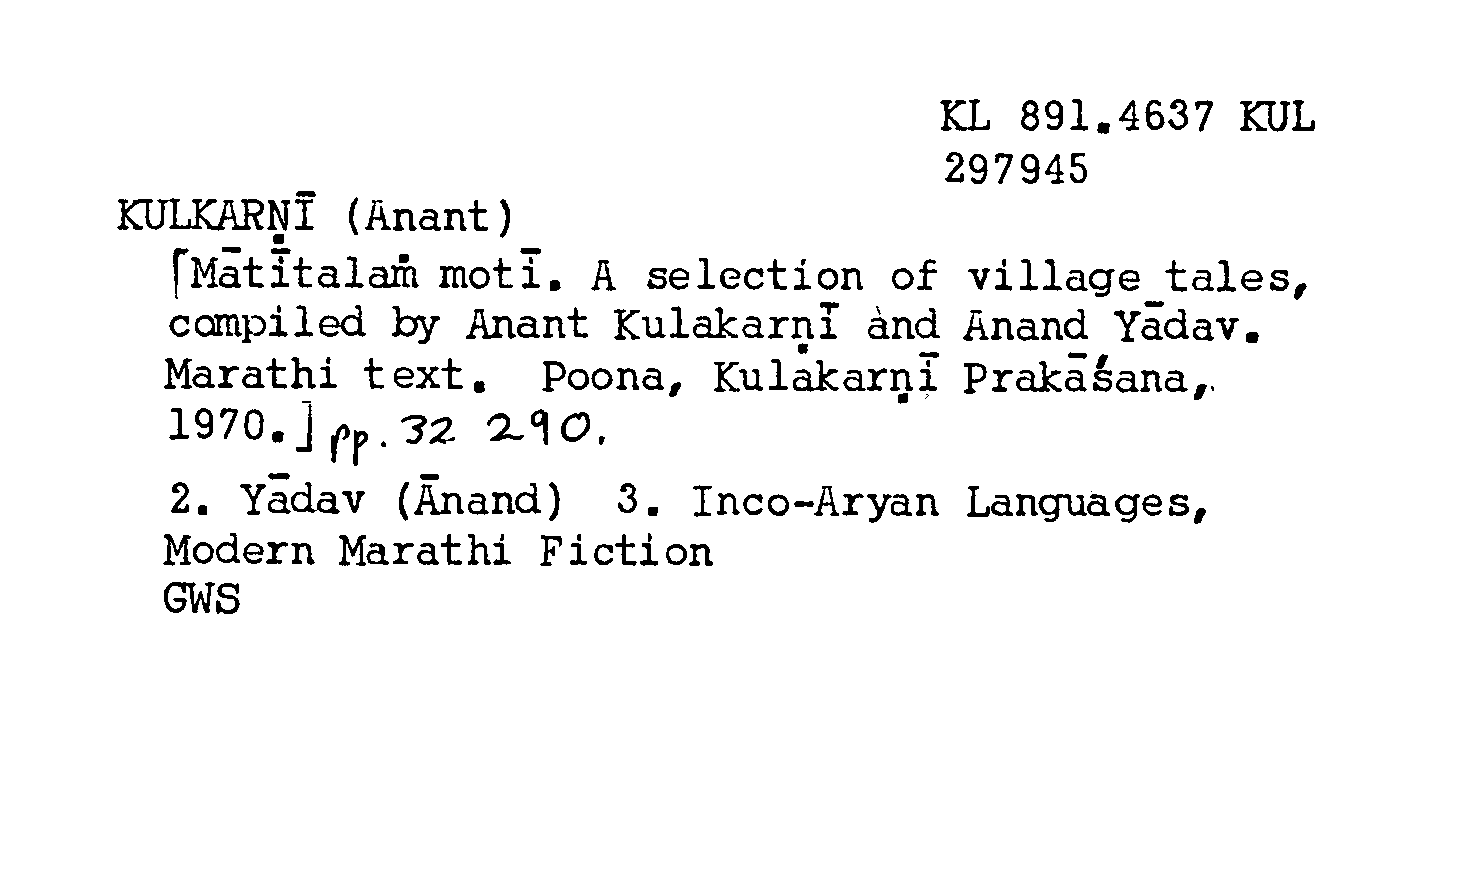 KL 891.4637 KUL
297945
KULKARṆĪ (Anant)
[Mātītalaṁ motī. A selection of village tales,
compiled by Anant Kulakarṇī and Anand Yādav.
Marathi text. Poona, Kulakarṇī Prakāśana,
1970.] pp. 32 290.
2. Yādav (Ānand) 3. Inco-Aryan Languages,
Modern Marathi Fiction
GWS